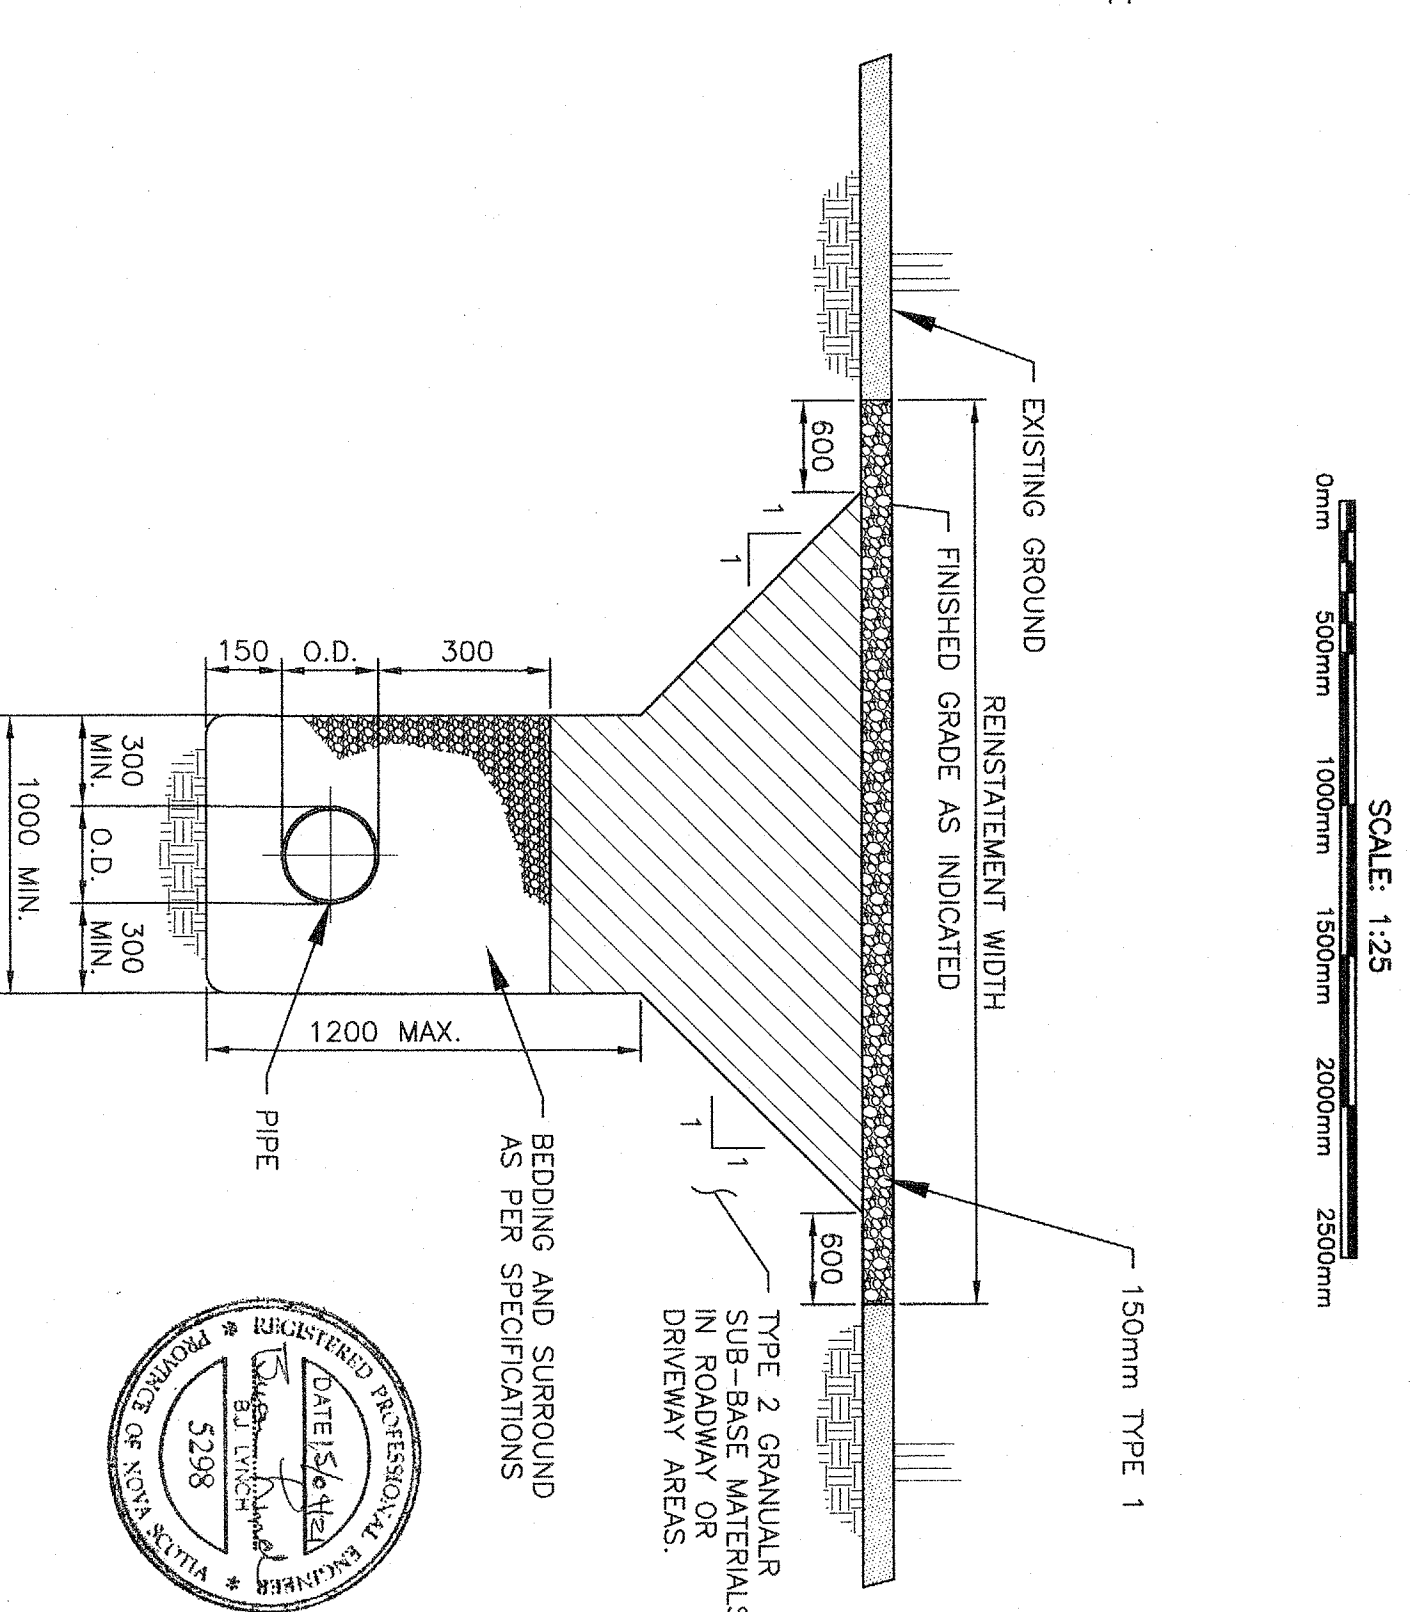 SCALE: 1:25
0mm 500mm 1000mm 1500mm 2000mm 2500mm
150mm TYPE 1
EXISTING GROUND
REINSTATEMENT WIDTH
FINISHED GRADE AS INDICATED
600
600
1
1
1
1
TYPE 2 GRANUALR
SUB-BASE MATERIALS
IN ROADWAY OR
DRIVEWAY AREAS.
150
O.D.
300
BEDDING AND SURROUND
AS PER SPECIFICATIONS
1200 MAX.
PIPE
300
MIN.
O.D.
300
MIN.
1000 MIN.
REGISTERED PROFESSIONAL ENGINEER
DATE 15/04/21
BJ LYNCH
5298
PROVINCE OF NOVA SCOTIA